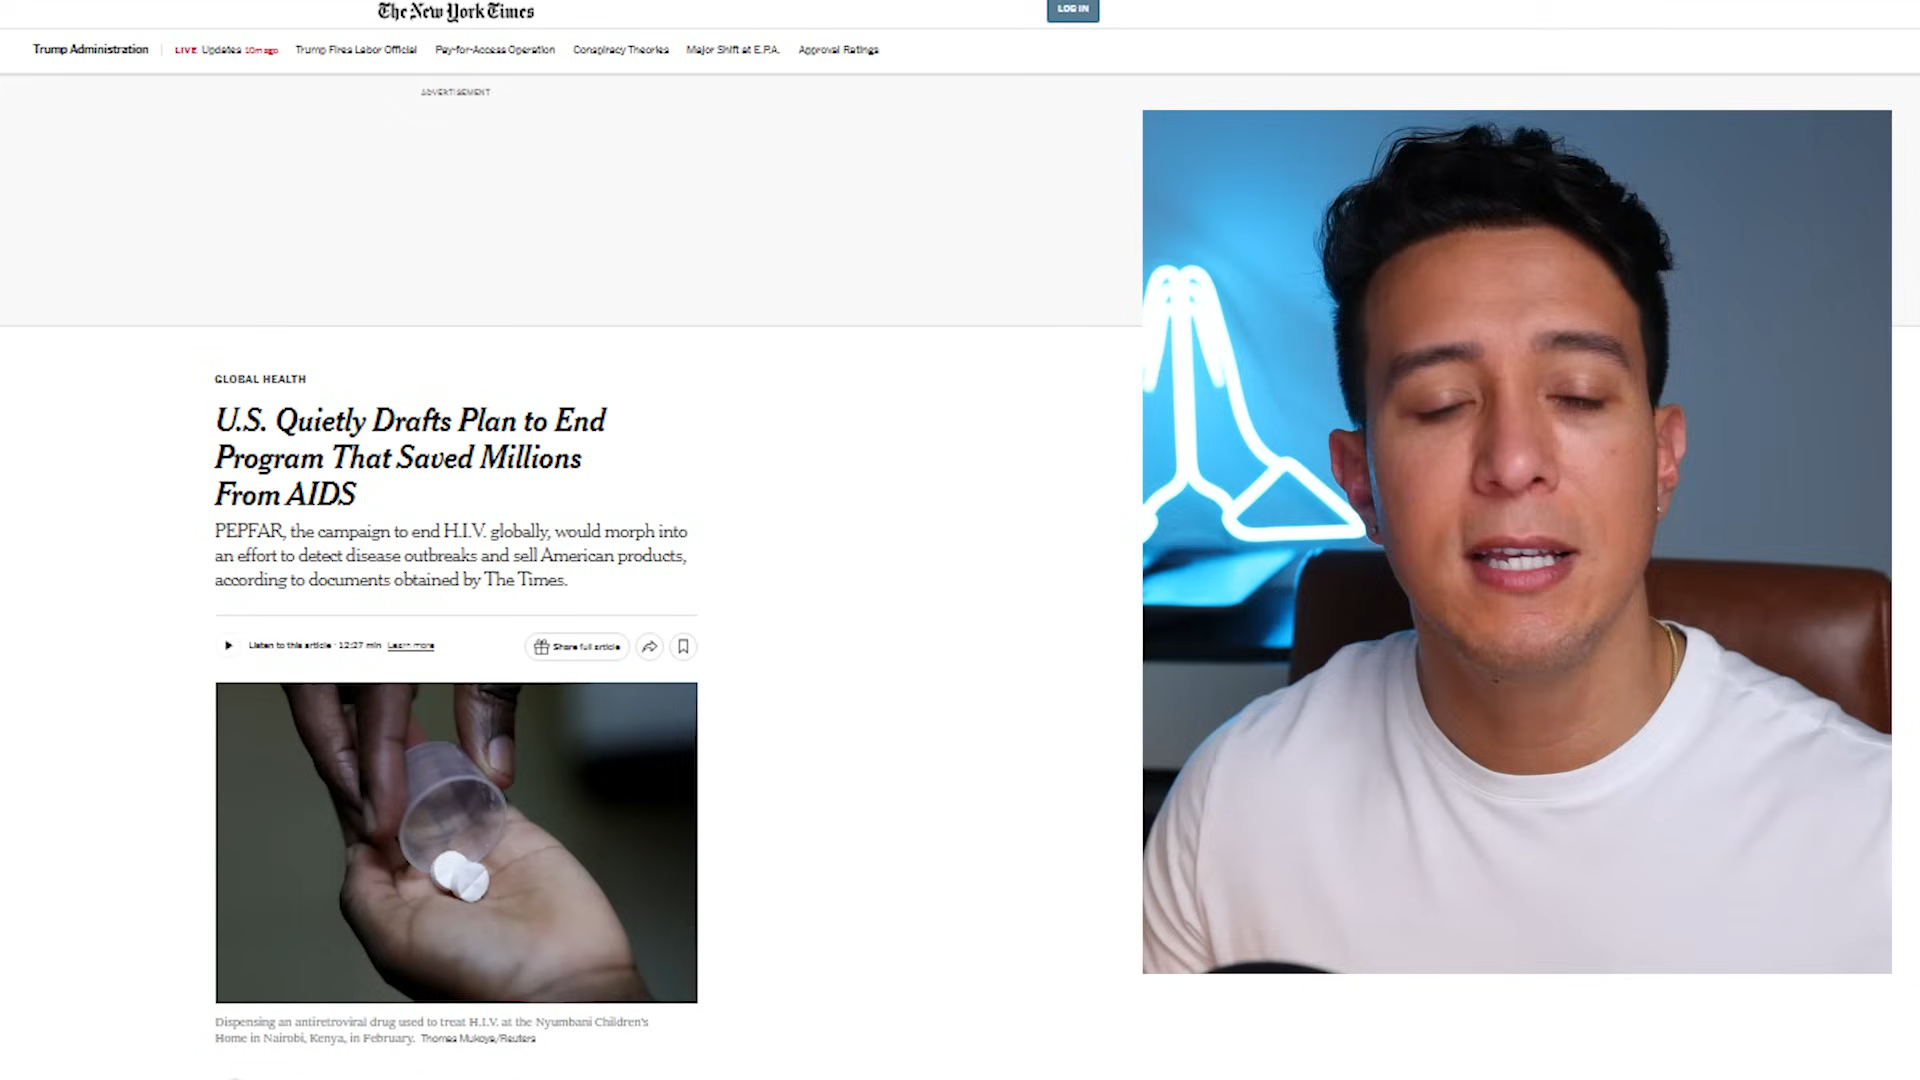 The New York Times
LOG IN
Trump Administration
LIVE Updates 10m ago
Trump Fires Labor Official
Pay-for-Access Operation
Conspiracy Theories
Major Shift at E.P.A.
Approval Ratings
ADVERTISEMENT
GLOBAL HEALTH
U.S. Quietly Drafts Plan to End
Program That Saved Millions
From AIDS
PEPFAR, the campaign to end H.I.V. globally, would morph into
an effort to detect disease outbreaks and sell American products,
according to documents obtained by The Times.
Listen to this article · 12:27 min Learn more
Share full article
Dispensing an antiretroviral drug used to treat H.I.V. at the Nyumbani Children's
Home in Nairobi, Kenya, in February. Thomas Mukoya/Reuters